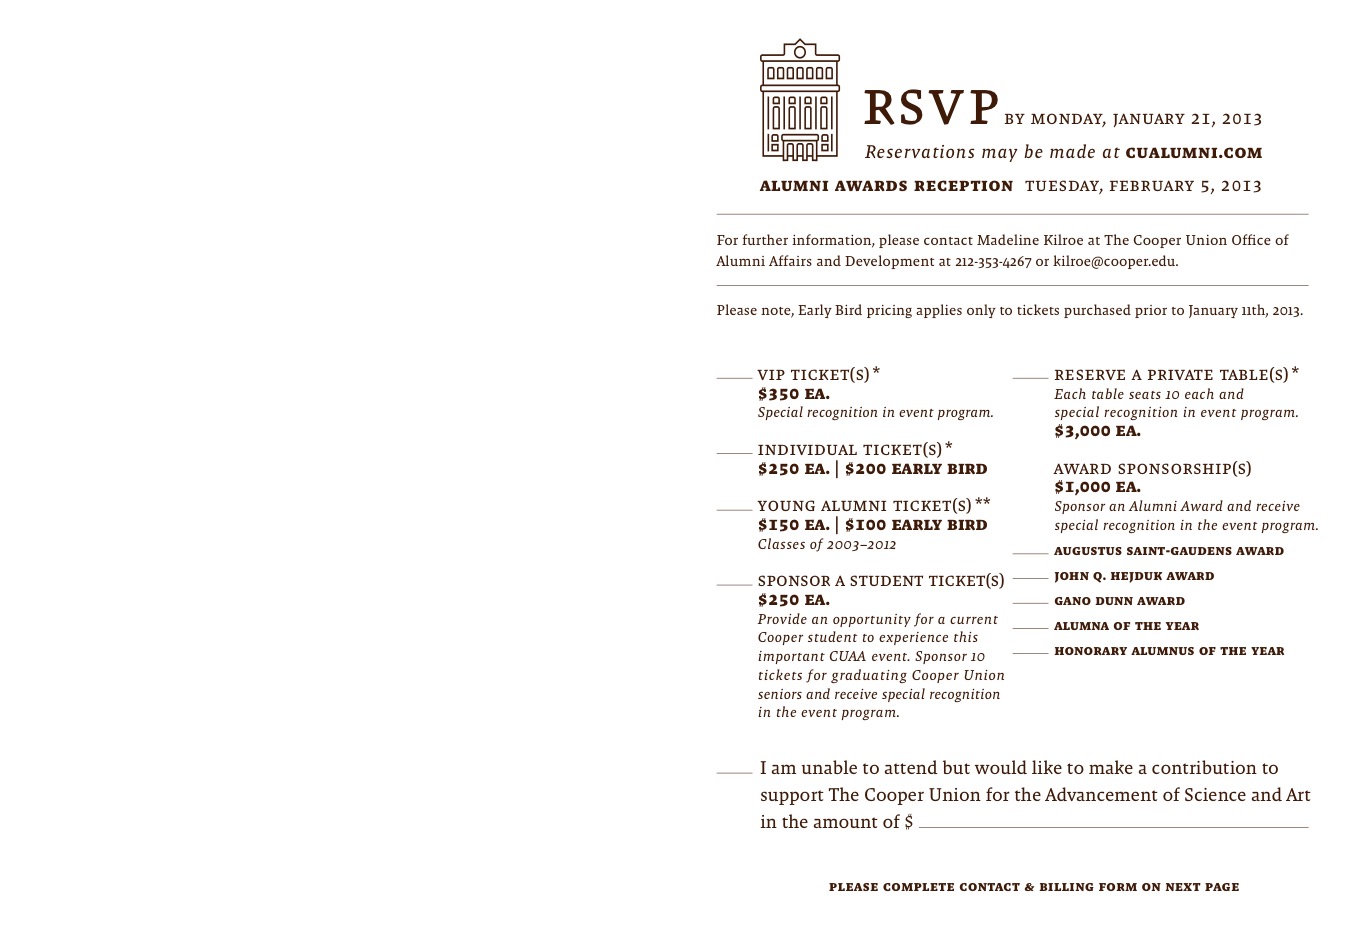 RSVP BY MONDAY, JANUARY 21, 2013
Reservations may be made at CUALUMNI.COM
ALUMNI AWARDS RECEPTION TUESDAY, FEBRUARY 5, 2013
For further information, please contact Madeline Kilroe at The Cooper Union Office of
Alumni Affairs and Development at 212-353-4267 or kilroe@cooper.edu.
Please note, Early Bird pricing applies only to tickets purchased prior to January 11th, 2013.
VIP TICKET(S)*
$350 EA.
Special recognition in event program.
INDIVIDUAL TICKET(S)*
$250 EA. | $200 EARLY BIRD
YOUNG ALUMNI TICKET(S)**
$150 EA. | $100 EARLY BIRD
Classes of 2003–2012
SPONSOR A STUDENT TICKET(S)
$250 EA.
Provide an opportunity for a current
Cooper student to experience this
important CUAA event. Sponsor 10
tickets for graduating Cooper Union
seniors and receive special recognition
in the event program.
RESERVE A PRIVATE TABLE(S)*
Each table seats 10 each and
special recognition in event program.
$3,000 EA.
AWARD SPONSORSHIP(S)
$1,000 EA.
Sponsor an Alumni Award and receive
special recognition in the event program.
AUGUSTUS SAINT-GAUDENS AWARD
JOHN Q. HEJDUK AWARD
GANO DUNN AWARD
ALUMNA OF THE YEAR
HONORARY ALUMNUS OF THE YEAR
I am unable to attend but would like to make a contribution to
support The Cooper Union for the Advancement of Science and Art
in the amount of $
PLEASE COMPLETE CONTACT & BILLING FORM ON NEXT PAGE